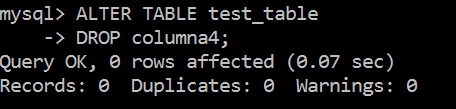 mysql> ALTER TABLE test_table
    -> DROP columna4;
Query OK, 0 rows affected (0.07 sec)
Records: 0  Duplicates: 0  Warnings: 0